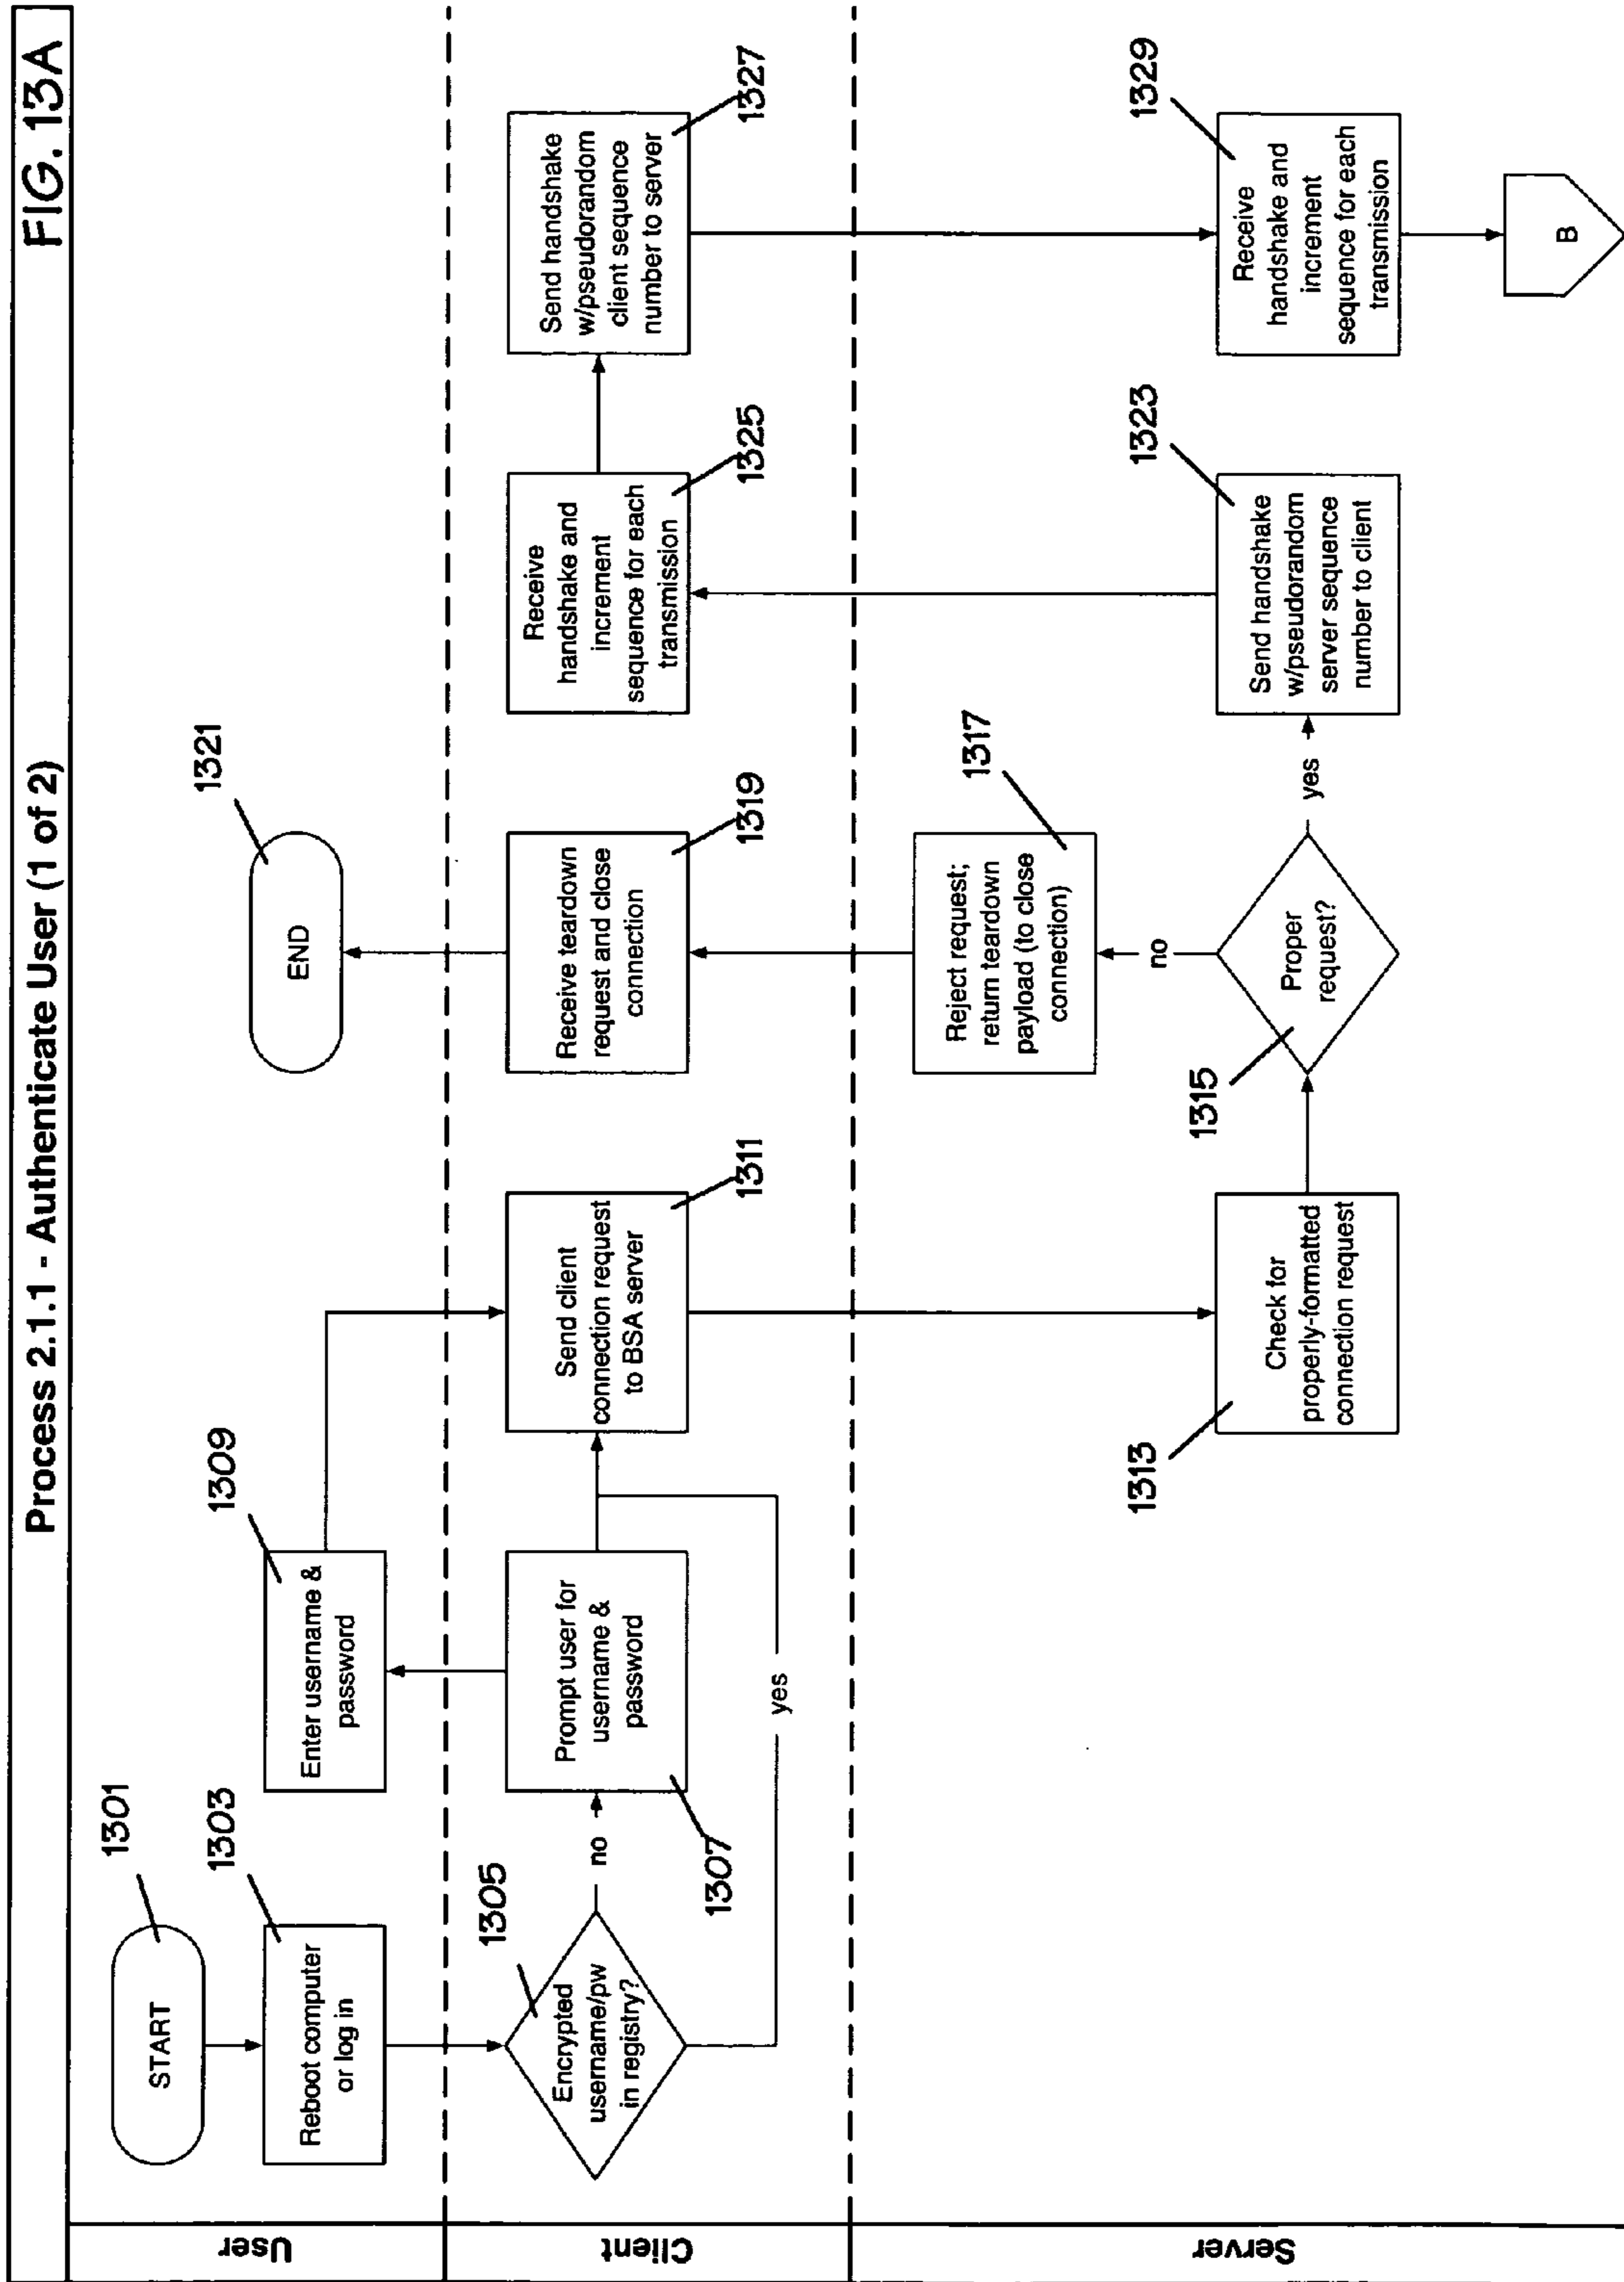 Process 2.1.1 - Authenticate User (1 of 2)
FIG. 13A
User
1301
START
1303
Reboot computer
or log in
1309
Enter username &
password
1321
END
Client
1305
Encrypted
username/pw
in registry?
no
yes
1307
Prompt user for
username &
password
1311
Send client
connection request
to BSA server
1319
Receive teardown
request and close
connection
1325
Receive
handshake and
increment
sequence for each
transmission
1327
Send handshake
w/pseudorandom
client sequence
number to server
Server
1313
Check for
properly-formatted
connection request
1315
Proper
request?
no
yes
1317
Reject request;
return teardown
payload (to close
connection)
1323
Send handshake
w/pseudorandom
server sequence
number to client
1329
Receive
handshake and
increment
sequence for each
transmission
B